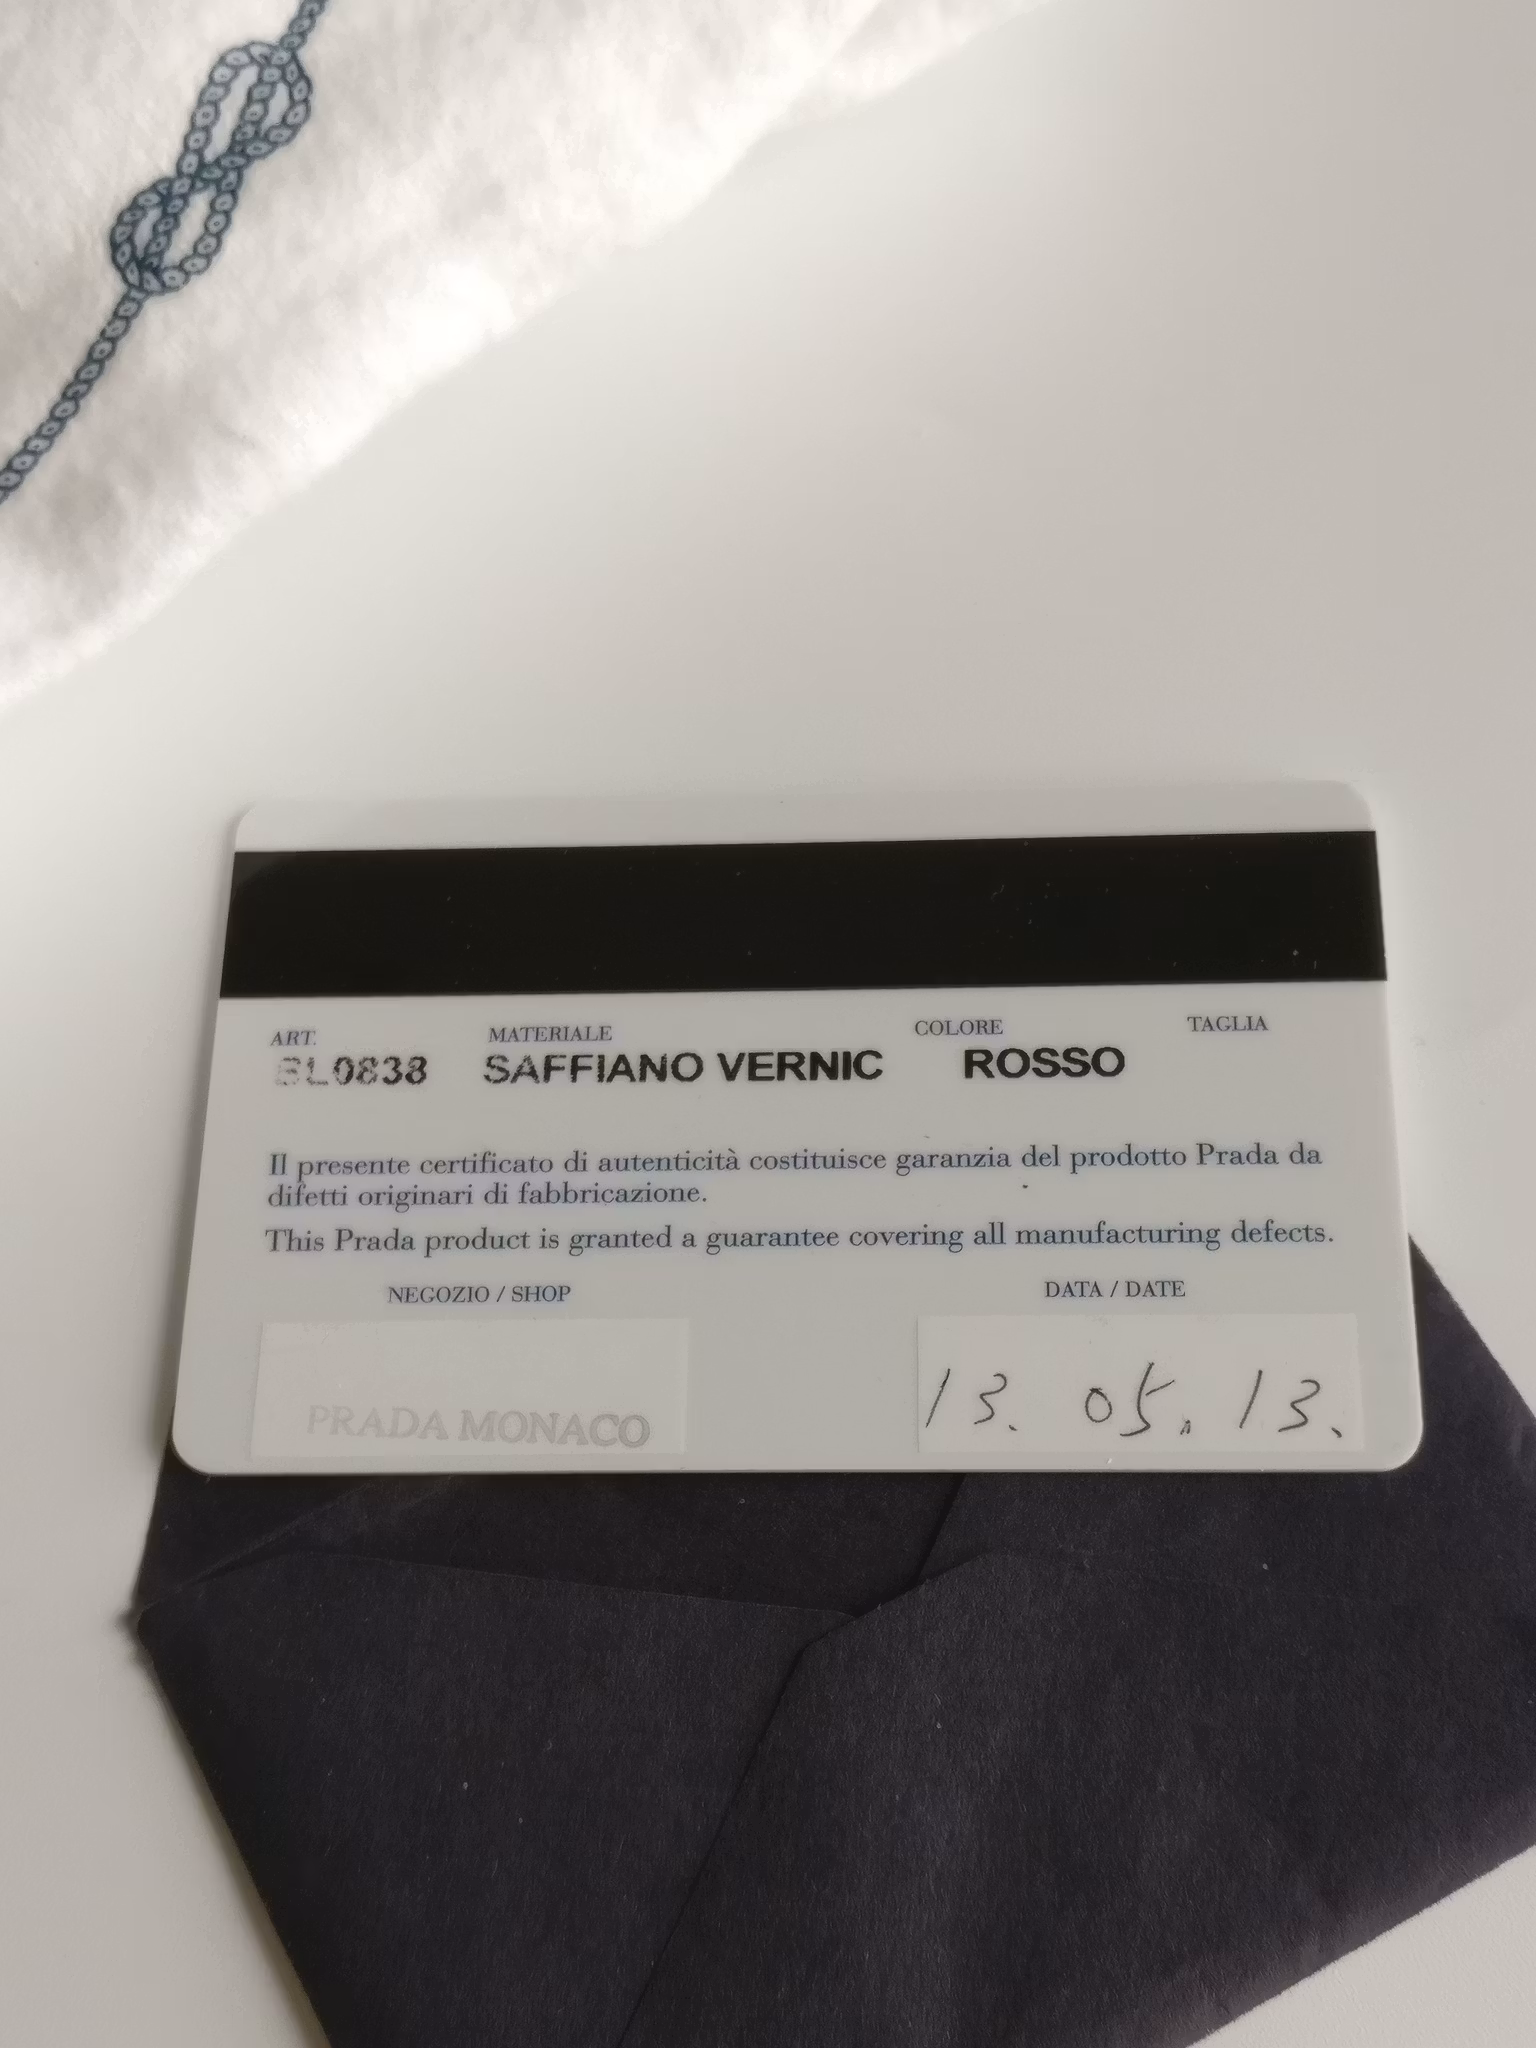 ART. MATERIALE COLORE TAGLIA
BL0838 SAFFIANO VERNIC ROSSO
Il presente certificato di autenticità costituisce garanzia del prodotto Prada da
difetti originari di fabbricazione.
This Prada product is granted a guarantee covering all manufacturing defects.
NEGOZIO / SHOP DATA / DATE
PRADA MONACO 13. 05. 13.